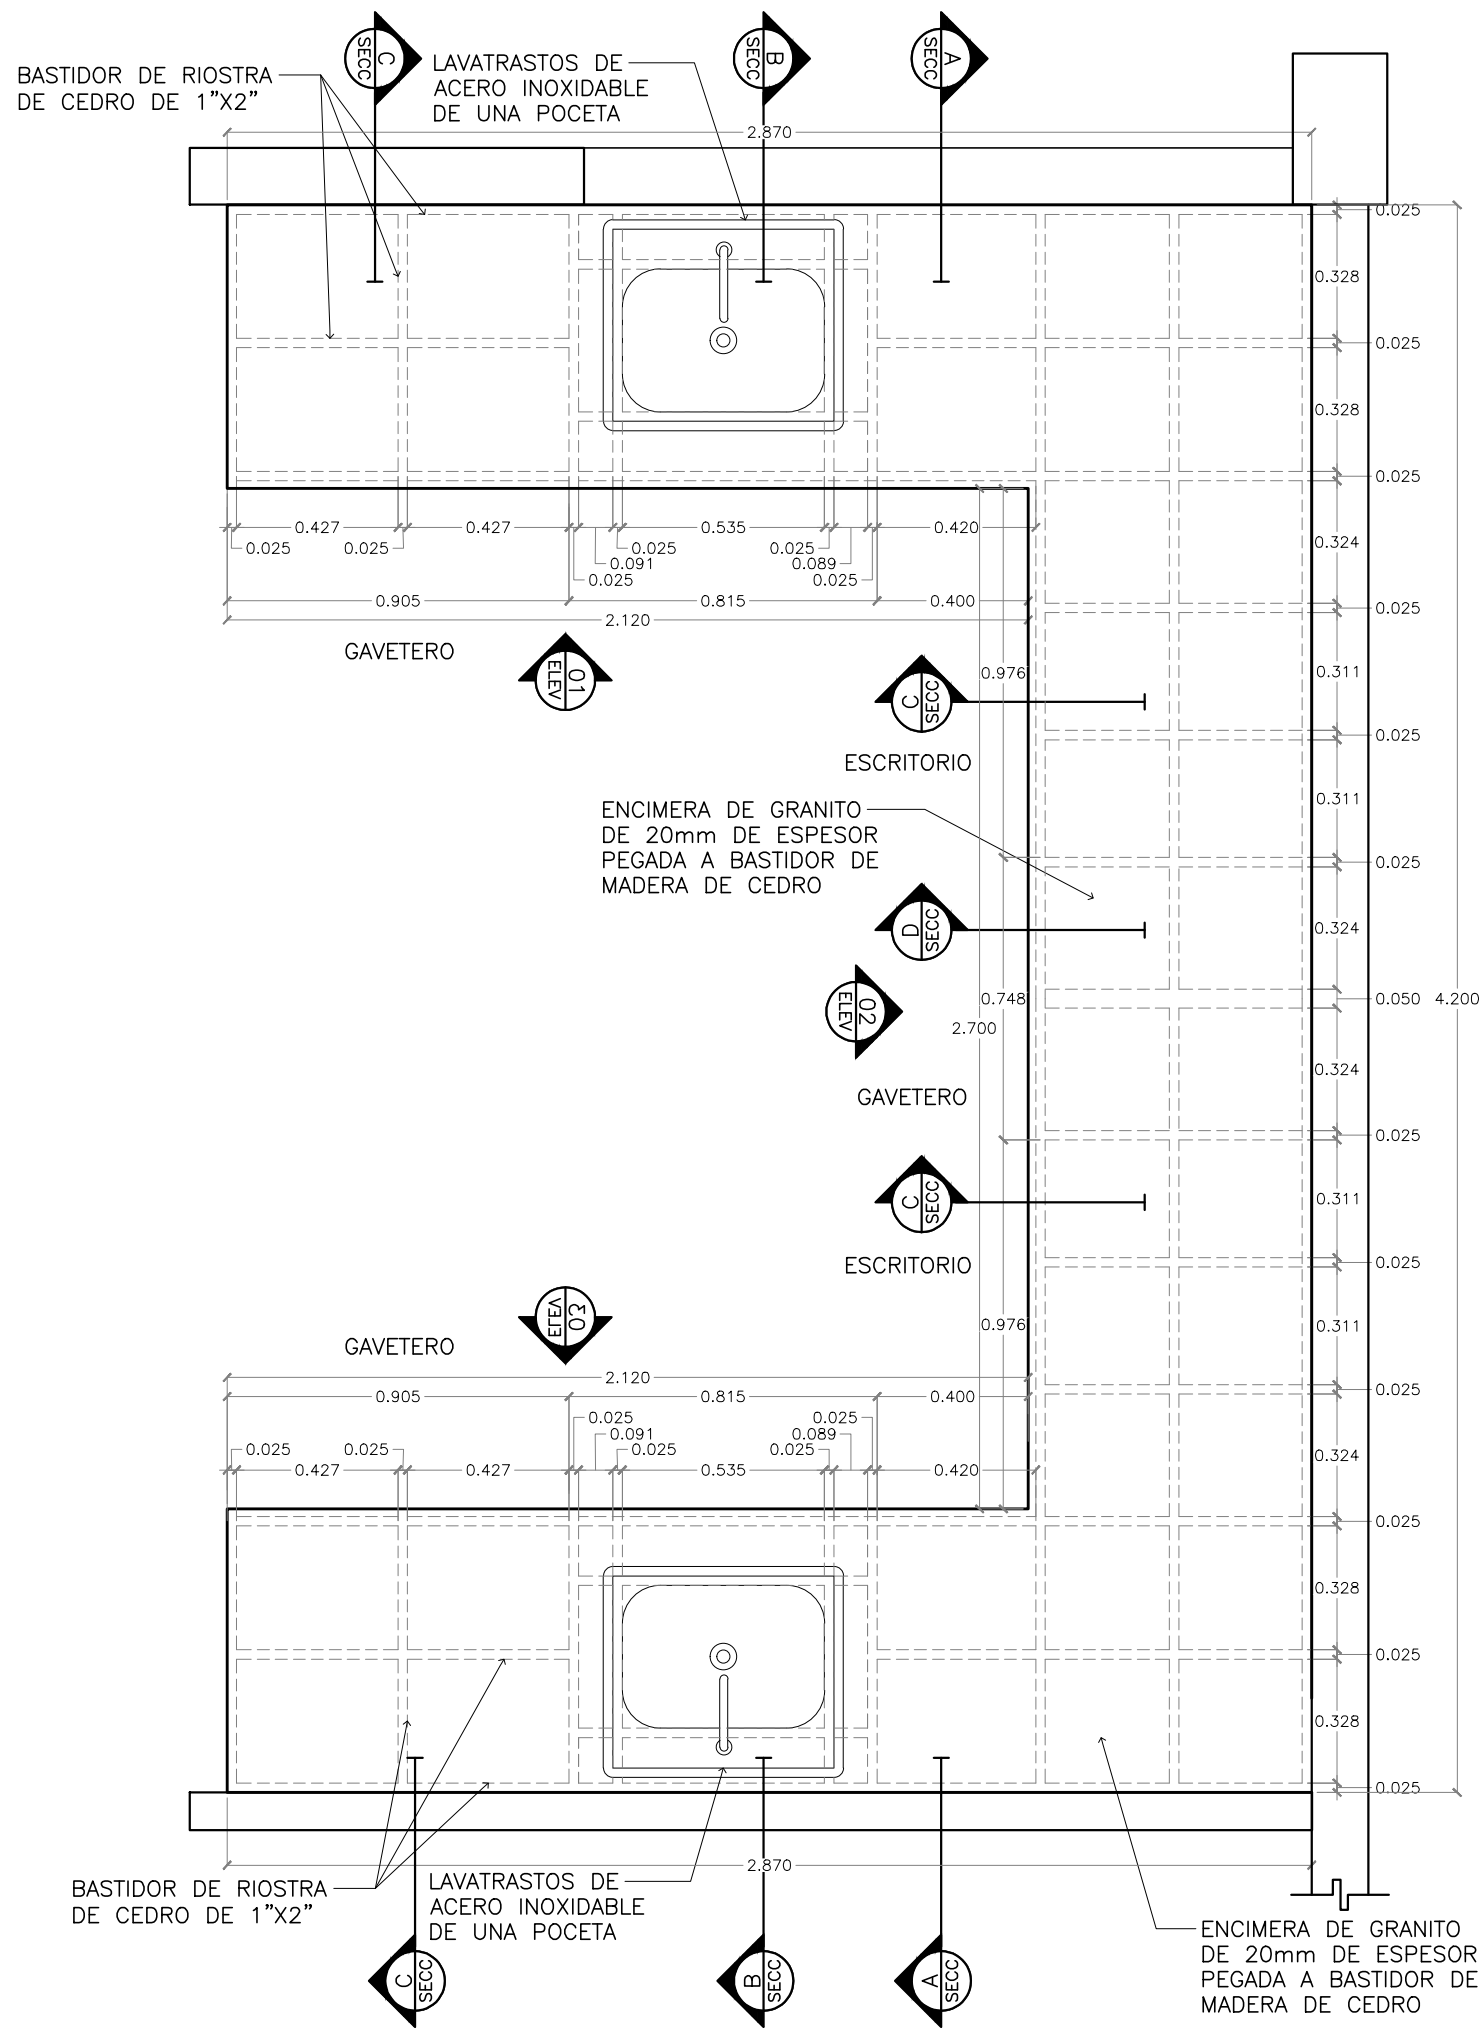 C
SECC
B
SECC
A
SECC
BASTIDOR DE RIOSTRA
DE CEDRO DE 1”X2”
LAVATRASTOS DE
ACERO INOXIDABLE
DE UNA POCETA
2.870
0.025
0.328
0.025
0.328
0.025
0.427
0.427
0.535
0.420
0.025
0.025
0.025
0.025
0.091
0.089
0.025
0.025
0.324
0.905
0.815
0.400
0.025
2.120
GAVETERO
01
ELEV
0.976
0.311
C
SECC
0.025
ESCRITORIO
0.311
ENCIMERA DE GRANITO
DE 20mm DE ESPESOR
PEGADA A BASTIDOR DE
MADERA DE CEDRO
0.025
D
SECC
0.324
02
ELEV
0.748
0.050
4.200
2.700
0.324
GAVETERO
0.025
C
SECC
0.311
ESCRITORIO
0.025
03
ELEV
0.976
0.311
GAVETERO
2.120
0.905
0.815
0.400
0.025
0.025
0.025
0.091
0.089
0.025
0.025
0.025
0.025
0.324
0.427
0.427
0.535
0.420
0.025
0.328
0.025
0.328
0.025
2.870
BASTIDOR DE RIOSTRA
DE CEDRO DE 1”X2”
LAVATRASTOS DE
ACERO INOXIDABLE
DE UNA POCETA
ENCIMERA DE GRANITO
DE 20mm DE ESPESOR
PEGADA A BASTIDOR DE
MADERA DE CEDRO
C
SECC
B
SECC
A
SECC